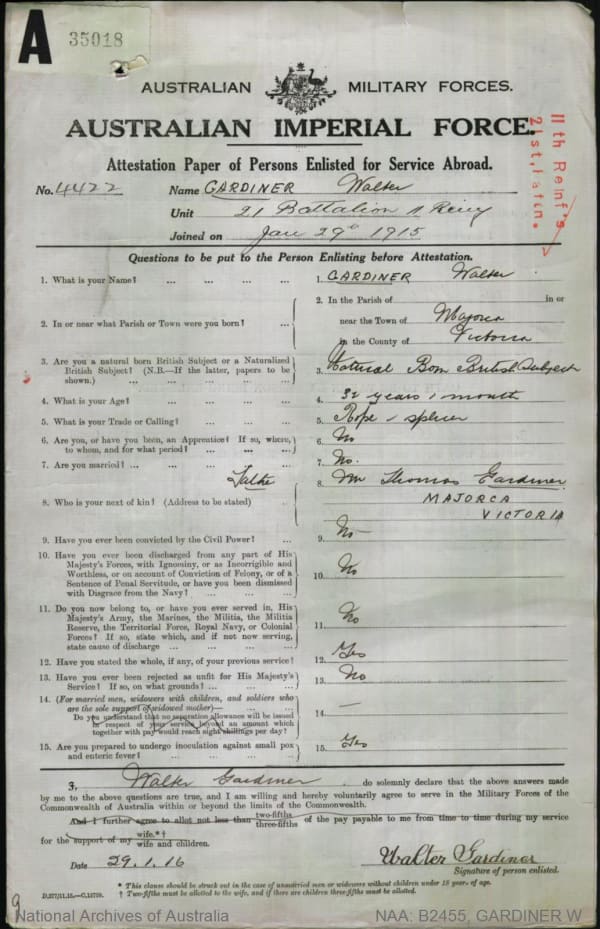 A
35018
AUSTRALIAN MILITARY FORCES.
AUSTRALIAN IMPERIAL FORCE.
11th Reinf's
21st. Batn.
Attestation Paper of Persons Enlisted for Service Abroad.
No. 4422 Name GARDINER Walter
Unit 21 Battalion 11 Rein
Joined on Jan 29th 1915
Questions to be put to the Person Enlisting before Attestation.
1. What is your Name? ... ... ... ... 1. GARDINER Walter
2. In or near what Parish or Town were you born? ... 2. In the Parish of in or
near the Town of Majorca
in the County of Victoria
3. Are you a natural born British Subject or a Naturalized
British Subject? (N.B.—If the latter, papers to be
shown.) ... ... ... ... ... 3. Natural Born British Subject
4. What is your Age? ... ... ... ... 4. 32 years 1 month
5. What is your Trade or Calling? ... ... ... 5. Rope splicer
6. Are you, or have you been, an Apprentice? If so, where,
to whom, and for what period? ... ... ... 6. No
7. Are you married? ... ... ... ... 7. No.
Father
8. Who is your next of kin? (Address to be stated) 8. Mr Thomas Gardiner
MAJORCA
VICTORIA
9. Have you ever been convicted by the Civil Power? ... 9. No
10. Have you ever been discharged from any part of His
Majesty's Forces, with Ignominy, or as Incorrigible and
Worthless, or on account of Conviction of Felony, or of a
Sentence of Penal Servitude, or have you been dismissed
with Disgrace from the Navy? ... ... ... 10. No
11. Do you now belong to, or have you ever served in, His
Majesty's Army, the Marines, the Militia, the Militia
Reserve, the Territorial Force, Royal Navy, or Colonial
Forces? If so, state which, and if not now serving,
state cause of discharge ... ... ... ... 11. No
12. Have you stated the whole, if any, of your previous service? 12. Yes
13. Have you ever been rejected as unfit for His Majesty's
Service? If so, on what grounds? ... ... ... 13. No
14. (For married men, widowers with children, and soldiers who
are the sole support of widowed mother)—
Do you understand that no separation allowance will be issued
in respect of your service beyond an amount which
together with pay would reach eight shillings per day? 14. —
15. Are you prepared to undergo inoculation against small pox
and enteric fever? ... ... ... ... 15. Yes
I, Walter Gardiner, do solemnly declare that the above answers made
by me to the above questions are true, and I am willing and hereby voluntarily agree to serve in the Military Forces of the
Commonwealth of Australia within or beyond the limits of the Commonwealth.
And I further agree to allot not less than two-fifths three-fifths of the pay payable to me from time to time during my service
for the support of my wife.*† wife and children.
Date 29.1.16
Walter Gardiner
Signature of person enlisted.
* This clause should be struck out in the case of unmarried men or widowers without children under 18 years of age.
† Two-fifths must be allotted to the wife, and if there are children three-fifths must be allotted.
National Archives of Australia
NAA: B2455, GARDINER W